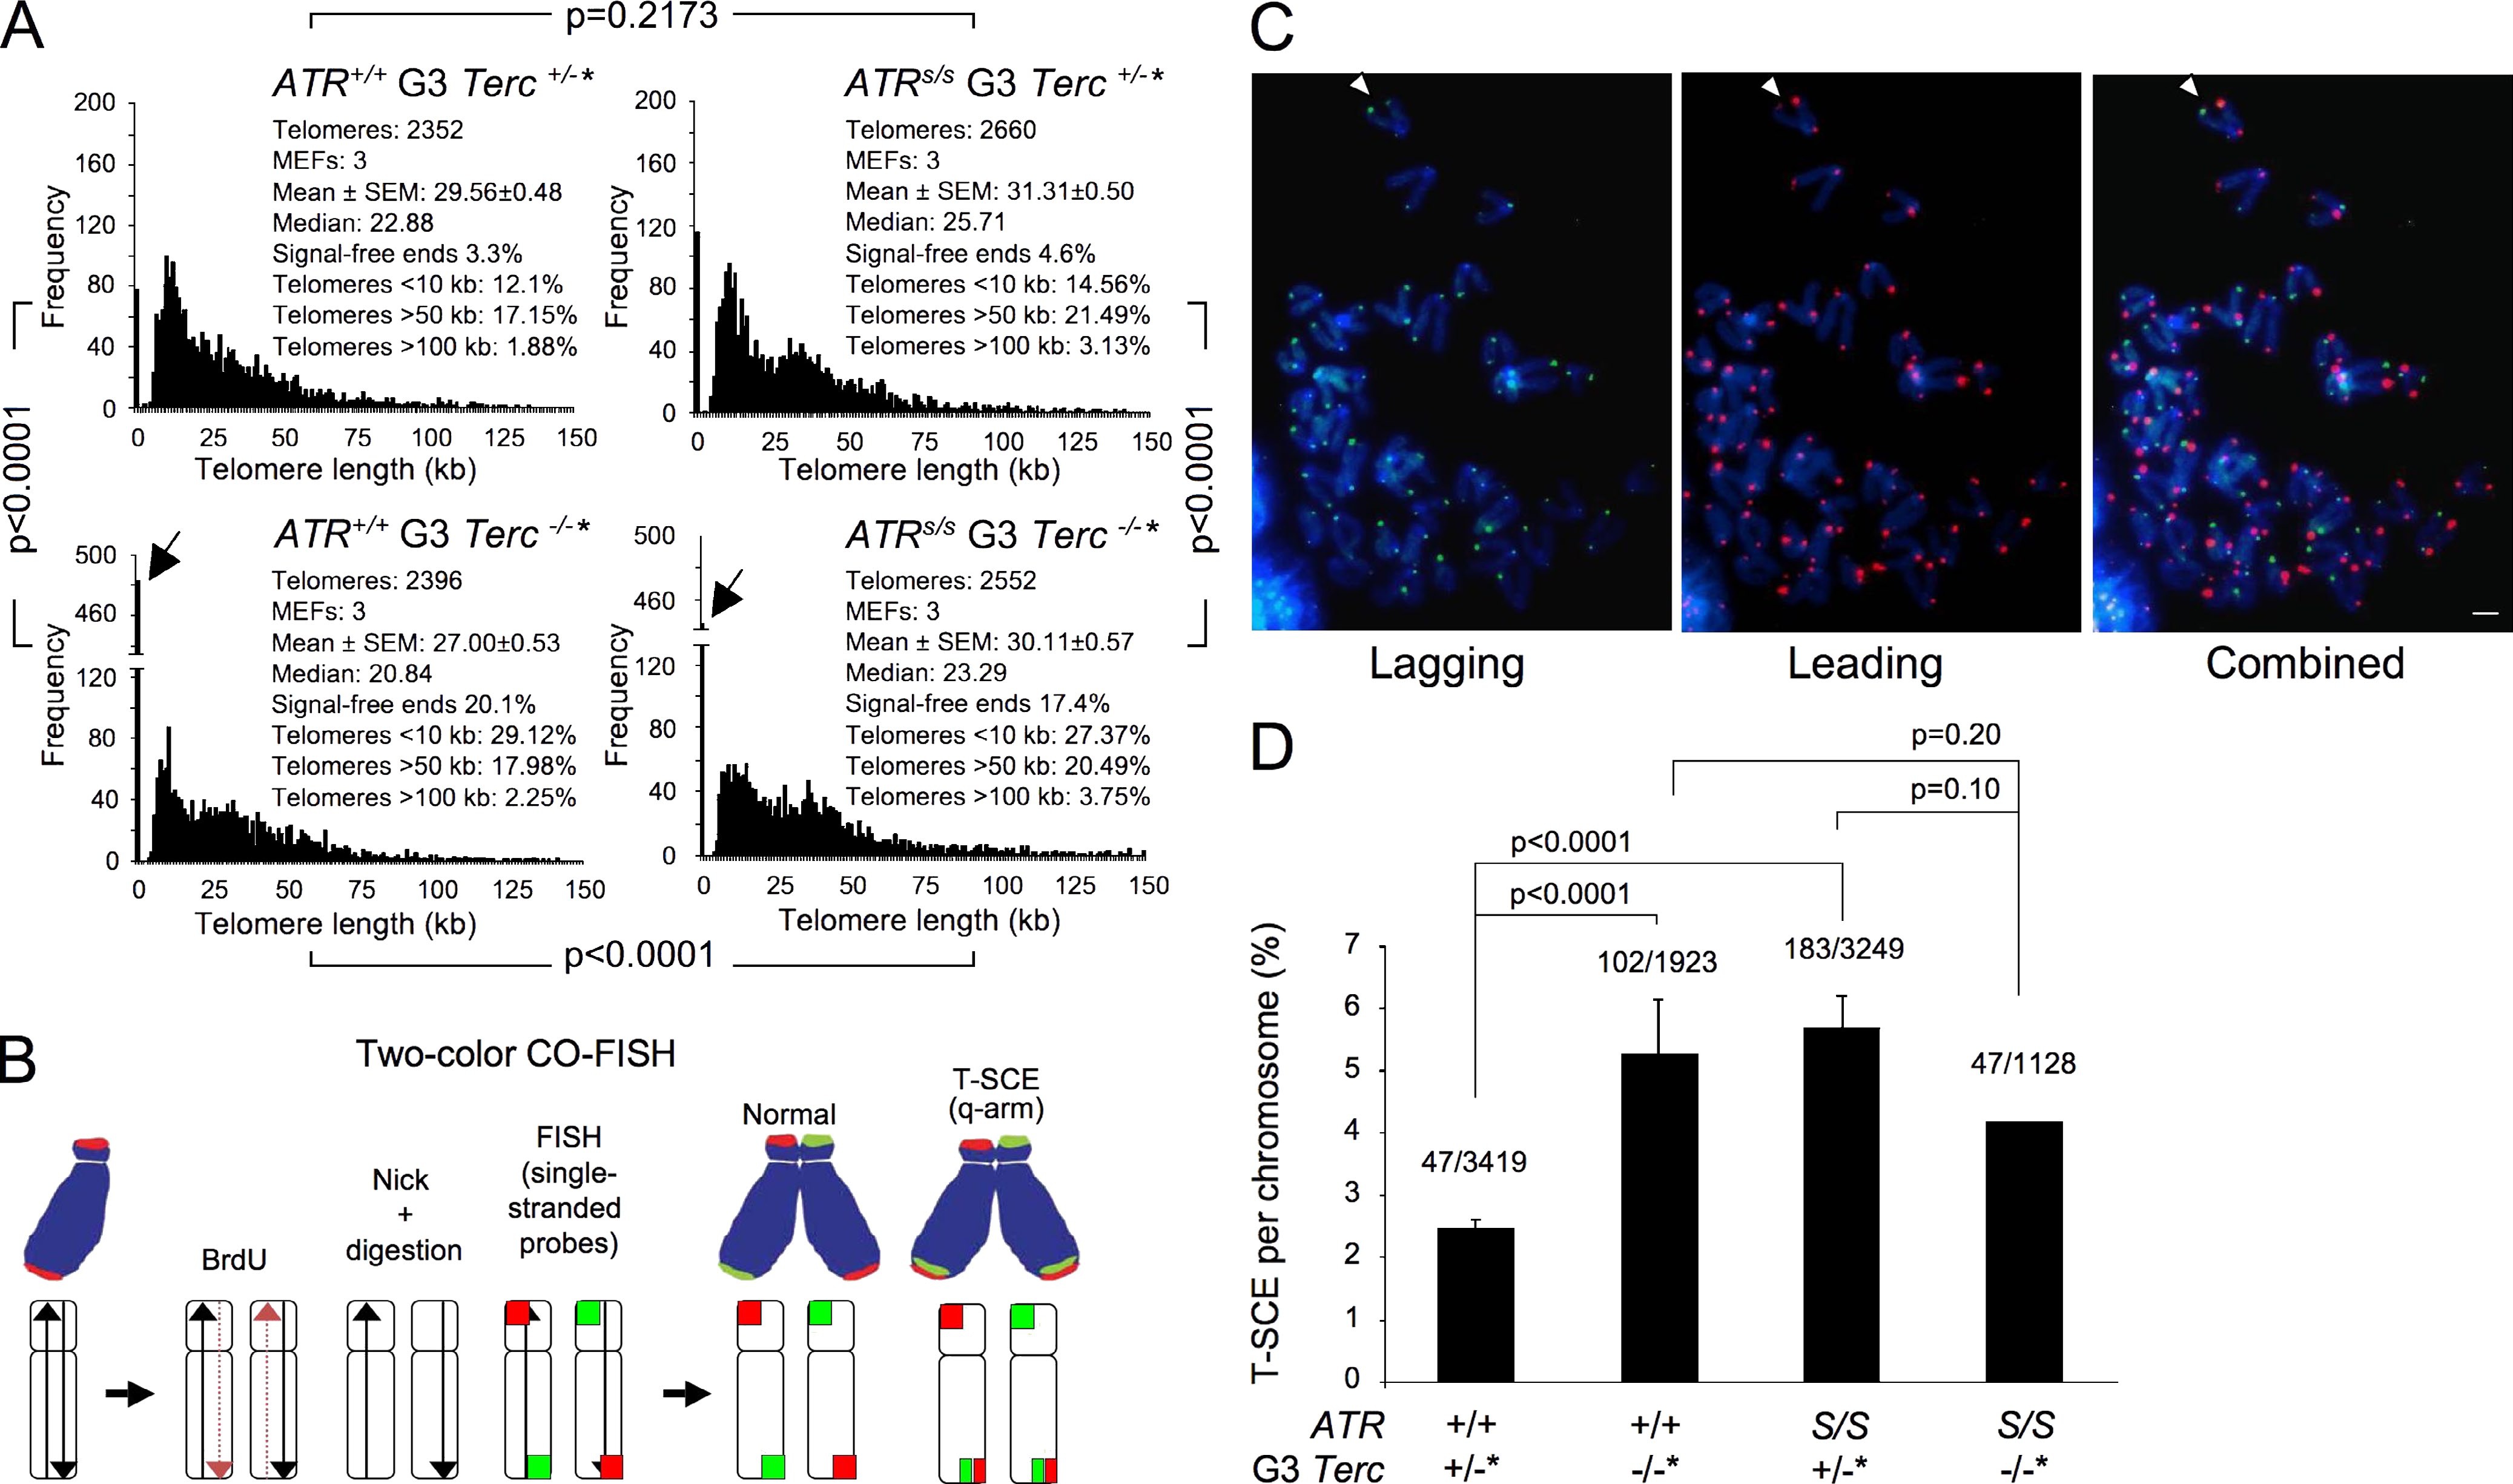 A
p=0.2173
ATR+/+ G3 Terc +/-*
Telomeres: 2352
MEFs: 3
Mean ± SEM: 29.56±0.48
Median: 22.88
Signal-free ends 3.3%
Telomeres <10 kb: 12.1%
Telomeres >50 kb: 17.15%
Telomeres >100 kb: 1.88%
200
160
120
80
40
0
Frequency
0 25 50 75 100 125 150
Telomere length (kb)
ATRs/s G3 Terc +/-*
Telomeres: 2660
MEFs: 3
Mean ± SEM: 31.31±0.50
Median: 25.71
Signal-free ends 4.6%
Telomeres <10 kb: 14.56%
Telomeres >50 kb: 21.49%
Telomeres >100 kb: 3.13%
200
160
120
80
40
0
Frequency
0 25 50 75 100 125 150
Telomere length (kb)
p<0.0001
p<0.0001
ATR+/+ G3 Terc -/-*
Telomeres: 2396
MEFs: 3
Mean ± SEM: 27.00±0.53
Median: 20.84
Signal-free ends 20.1%
Telomeres <10 kb: 29.12%
Telomeres >50 kb: 17.98%
Telomeres >100 kb: 2.25%
500
460
120
80
40
0
Frequency
0 25 50 75 100 125 150
Telomere length (kb)
ATRs/s G3 Terc -/-*
Telomeres: 2552
MEFs: 3
Mean ± SEM: 30.11±0.57
Median: 23.29
Signal-free ends 17.4%
Telomeres <10 kb: 27.37%
Telomeres >50 kb: 20.49%
Telomeres >100 kb: 3.75%
500
460
120
80
40
0
Frequency
0 25 50 75 100 125 150
Telomere length (kb)
p<0.0001
B
Two-color CO-FISH
BrdU
Nick
+
digestion
FISH
(single-
stranded
probes)
Normal
T-SCE
(q-arm)
C
Lagging
Leading
Combined
D
p=0.20
p=0.10
p<0.0001
p<0.0001
47/3419
102/1923
183/3249
47/1128
7
6
5
4
3
2
1
0
T-SCE per chromosome (%)
ATR +/+ +/+ S/S S/S
G3 Terc +/-* -/-* +/-* -/-*